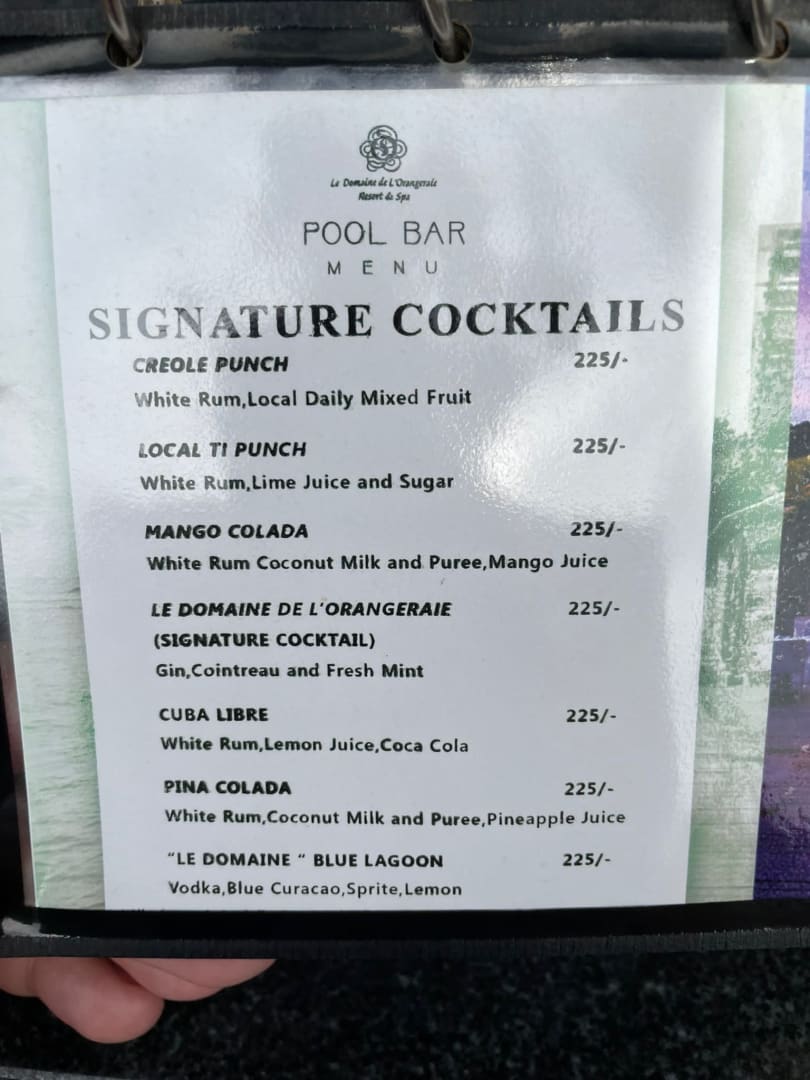 Le Domaine de L'Orangeraie
Resort & Spa
POOL BAR
MENU
SIGNATURE COCKTAILS
CREOLE PUNCH 225/-
White Rum,Local Daily Mixed Fruit
LOCAL TI PUNCH 225/-
White Rum,Lime Juice and Sugar
MANGO COLADA 225/-
White Rum Coconut Milk and Puree,Mango Juice
LE DOMAINE DE L'ORANGERAIE 225/-
(SIGNATURE COCKTAIL)
Gin,Cointreau and Fresh Mint
CUBA LIBRE 225/-
White Rum,Lemon Juice,Coca Cola
PINA COLADA 225/-
White Rum,Coconut Milk and Puree,Pineapple Juice
"LE DOMAINE " BLUE LAGOON 225/-
Vodka,Blue Curacao,Sprite,Lemon